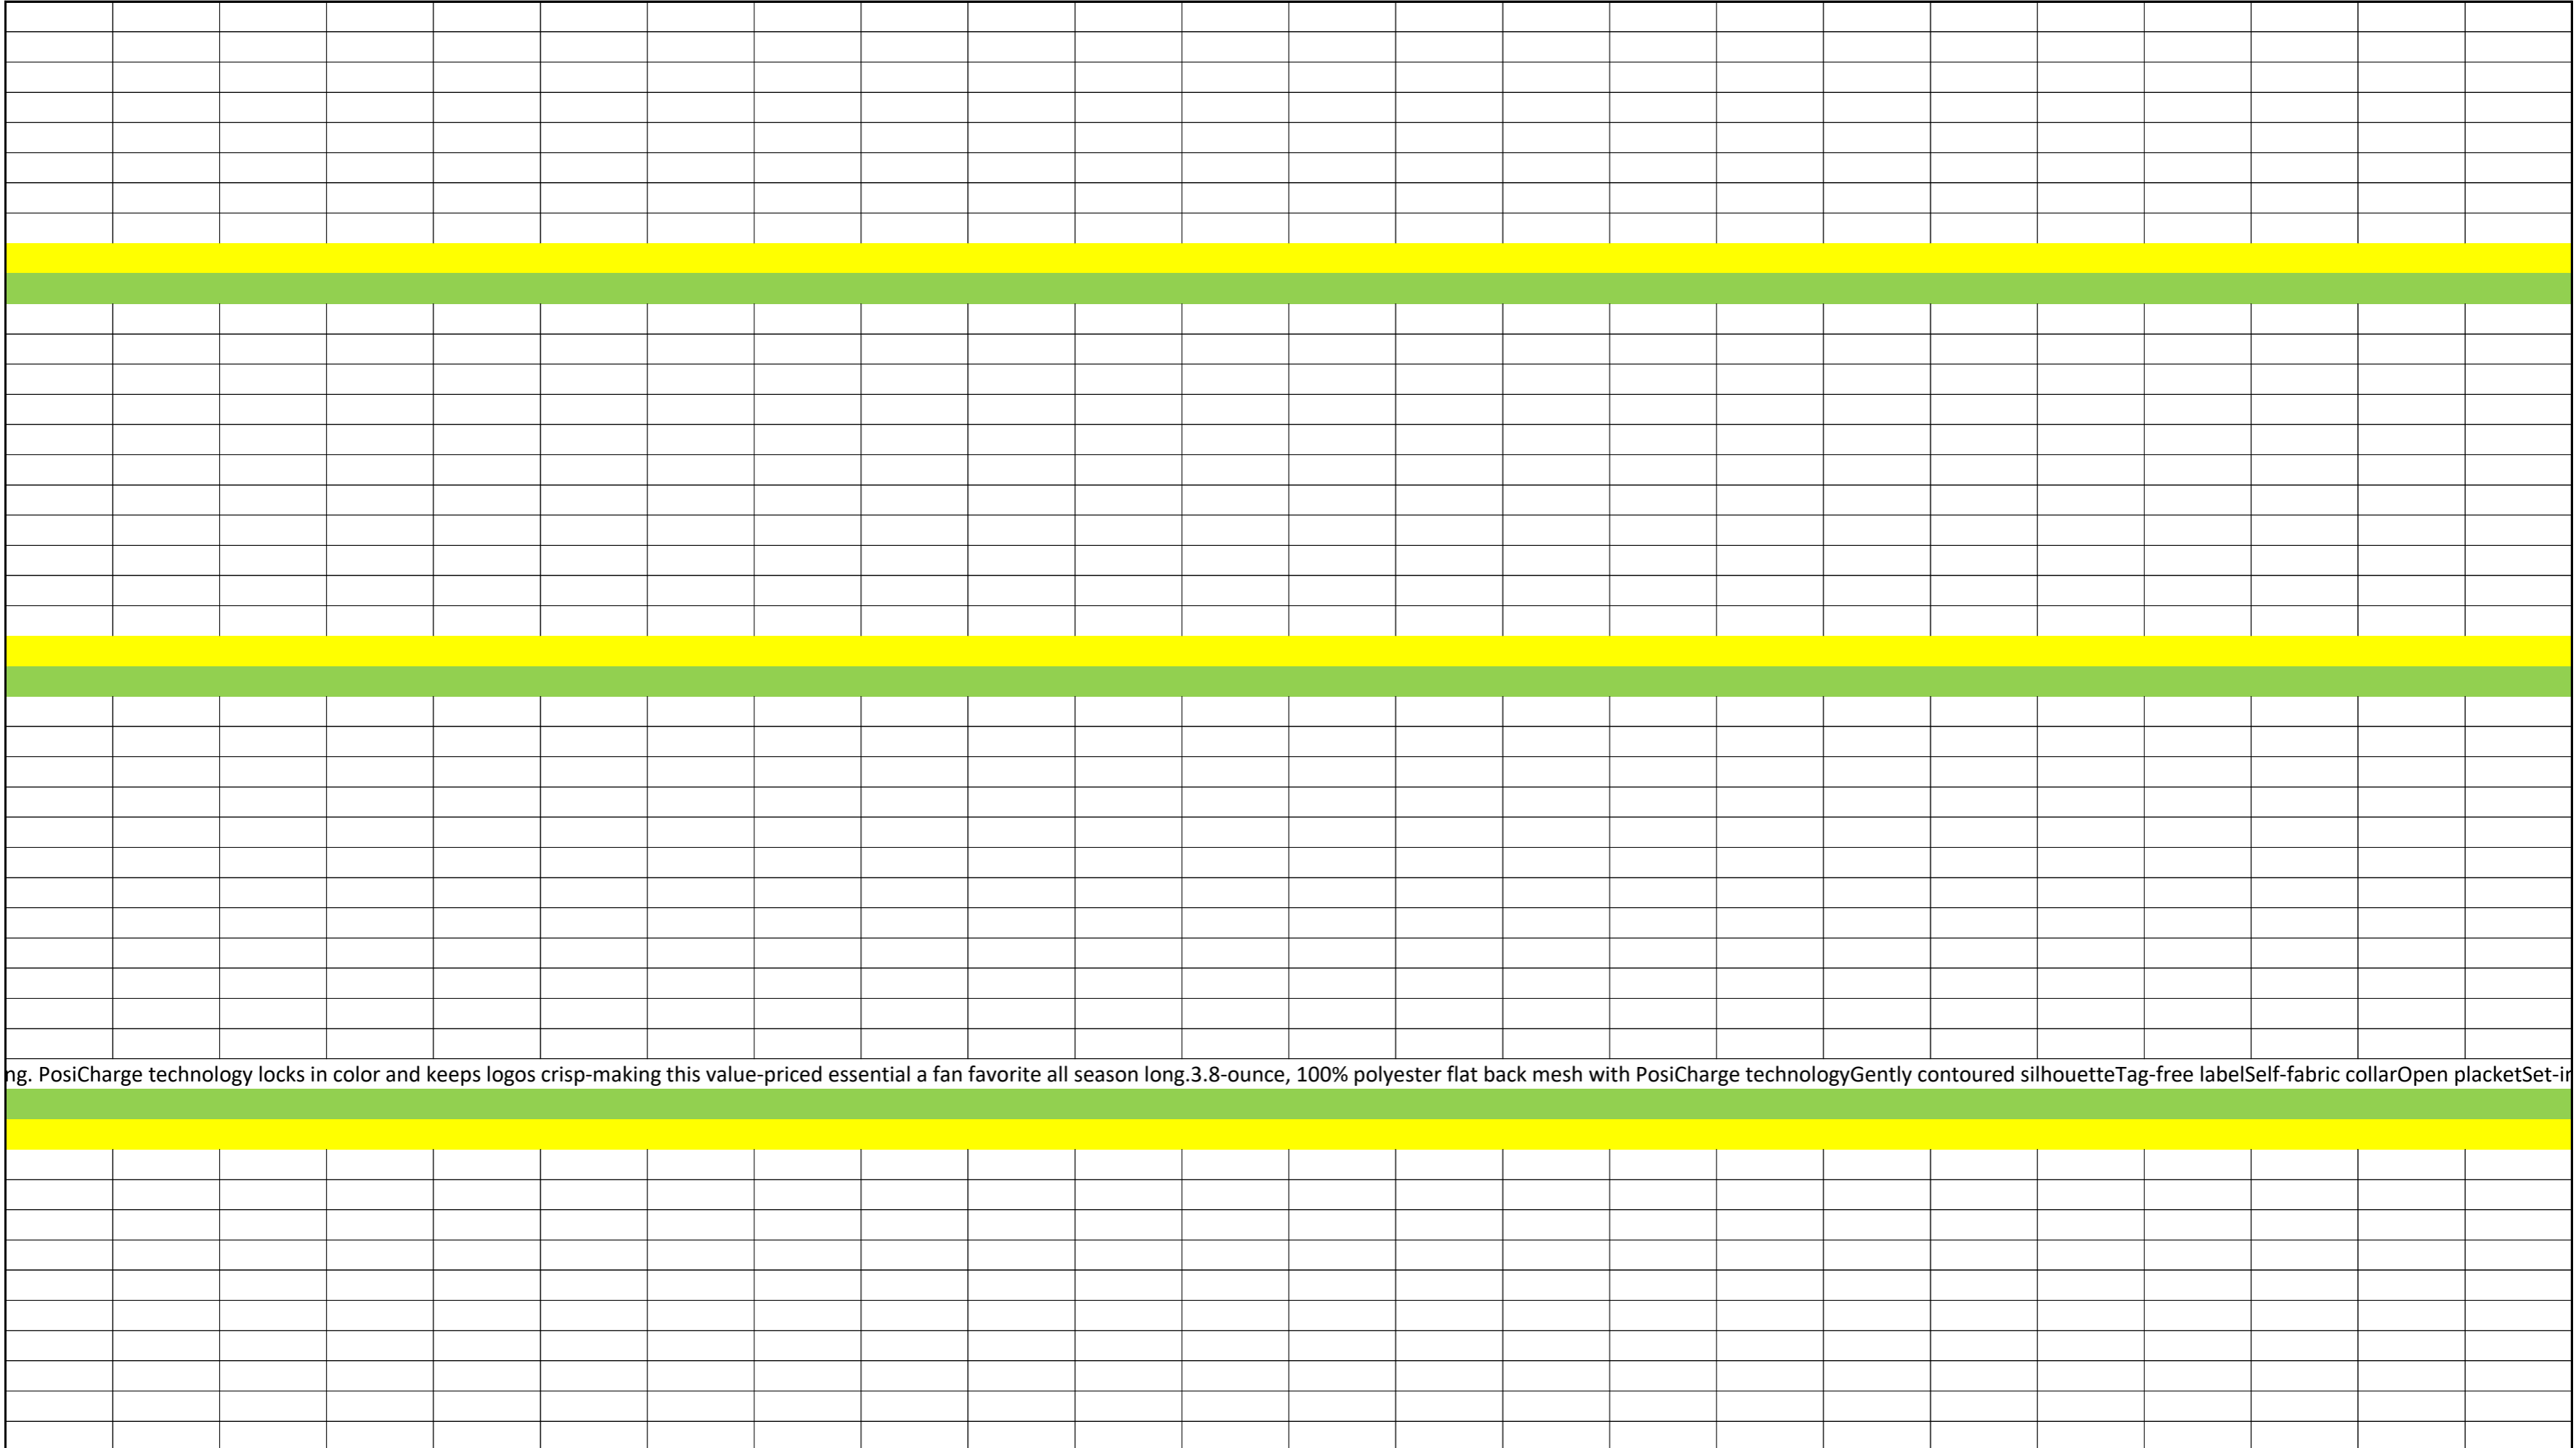 ng. PosiCharge technology locks in color and keeps logos crisp-making this value-priced essential a fan favorite all season long.3.8-ounce, 100% polyester flat back mesh with PosiCharge technologyGently contoured silhouetteTag-free labelSelf-fabric collarOpen placketSet-in